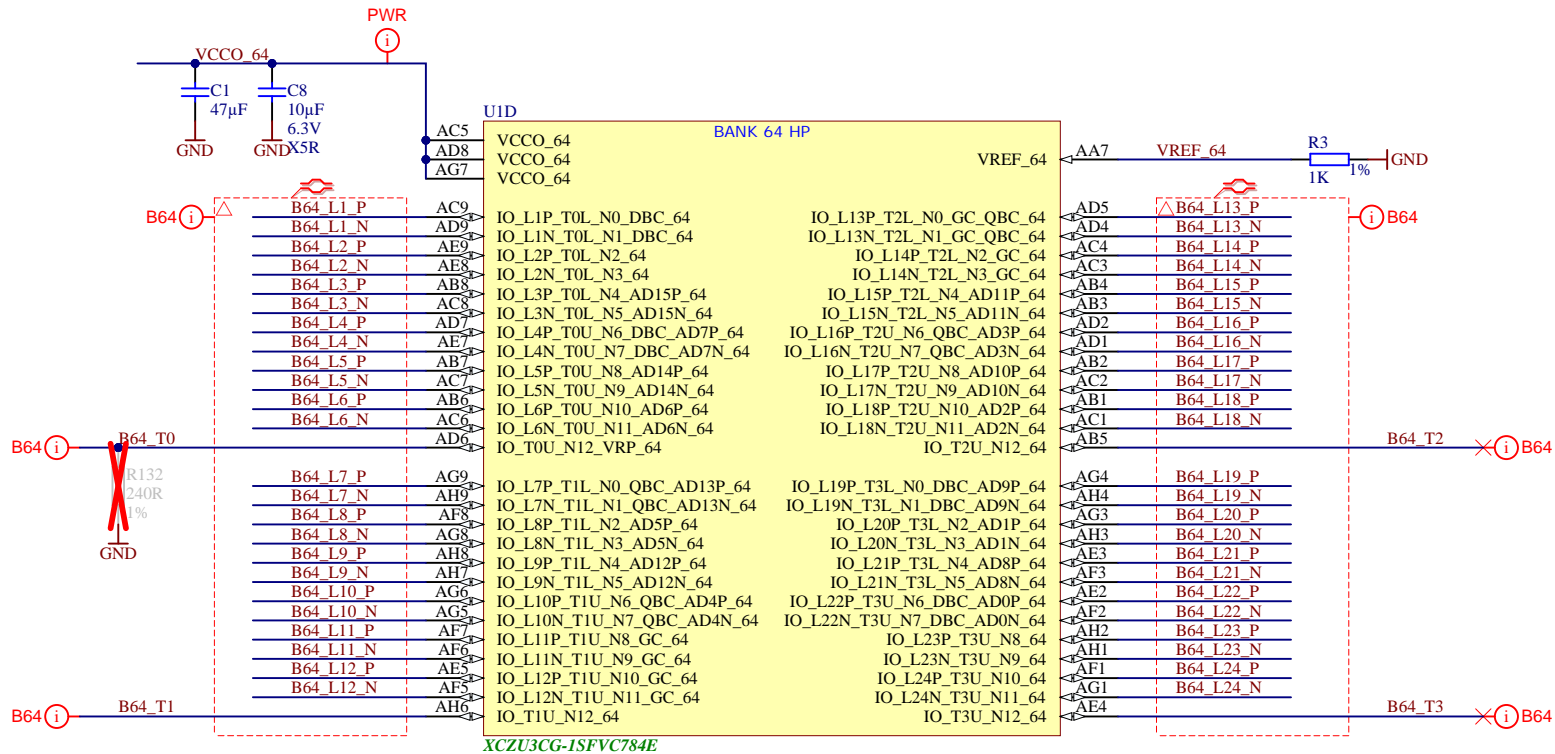 PWR
i
VCCO_64
C1
47µF
GND
C8
10µF
6.3V
X5R
GND
U1D
BANK 64 HP
AC5 VCCO_64
AD8 VCCO_64
AG7 VCCO_64
VREF_64 AA7 VREF_64
R3
1K
1%
GND
B64 i
i B64
B64_L1_P AC9 IO_L1P_T0L_N0_DBC_64 IO_L13P_T2L_N0_GC_QBC_64 AD5 B64_L13_P
B64_L1_N AD9 IO_L1N_T0L_N1_DBC_64 IO_L13N_T2L_N1_GC_QBC_64 AD4 B64_L13_N
B64_L2_P AE9 IO_L2P_T0L_N2_64 IO_L14P_T2L_N2_GC_64 AC4 B64_L14_P
B64_L2_N AE8 IO_L2N_T0L_N3_64 IO_L14N_T2L_N3_GC_64 AC3 B64_L14_N
B64_L3_P AB8 IO_L3P_T0L_N4_AD15P_64 IO_L15P_T2L_N4_AD11P_64 AB4 B64_L15_P
B64_L3_N AC8 IO_L3N_T0L_N5_AD15N_64 IO_L15N_T2L_N5_AD11N_64 AB3 B64_L15_N
B64_L4_P AD7 IO_L4P_T0U_N6_DBC_AD7P_64 IO_L16P_T2U_N6_QBC_AD3P_64 AD2 B64_L16_P
B64_L4_N AE7 IO_L4N_T0U_N7_DBC_AD7N_64 IO_L16N_T2U_N7_QBC_AD3N_64 AD1 B64_L16_N
B64_L5_P AB7 IO_L5P_T0U_N8_AD14P_64 IO_L17P_T2U_N8_AD10P_64 AB2 B64_L17_P
B64_L5_N AC7 IO_L5N_T0U_N9_AD14N_64 IO_L17N_T2U_N9_AD10N_64 AC2 B64_L17_N
B64_L6_P AB6 IO_L6P_T0U_N10_AD6P_64 IO_L18P_T2U_N10_AD2P_64 AB1 B64_L18_P
B64_L6_N AC6 IO_L6N_T0U_N11_AD6N_64 IO_L18N_T2U_N11_AD2N_64 AC1 B64_L18_N
B64 i B64_T0 AD6 IO_T0U_N12_VRP_64 IO_T2U_N12_64 AB5 B64_T2 i B64
R132
240R
1%
GND
B64_L7_P AG9 IO_L7P_T1L_N0_QBC_AD13P_64 IO_L19P_T3L_N0_DBC_AD9P_64 AG4 B64_L19_P
B64_L7_N AH9 IO_L7N_T1L_N1_QBC_AD13N_64 IO_L19N_T3L_N1_DBC_AD9N_64 AH4 B64_L19_N
B64_L8_P AF8 IO_L8P_T1L_N2_AD5P_64 IO_L20P_T3L_N2_AD1P_64 AG3 B64_L20_P
B64_L8_N AG8 IO_L8N_T1L_N3_AD5N_64 IO_L20N_T3L_N3_AD1N_64 AH3 B64_L20_N
B64_L9_P AH8 IO_L9P_T1L_N4_AD12P_64 IO_L21P_T3L_N4_AD8P_64 AE3 B64_L21_P
B64_L9_N AH7 IO_L9N_T1L_N5_AD12N_64 IO_L21N_T3L_N5_AD8N_64 AF3 B64_L21_N
B64_L10_P AG6 IO_L10P_T1U_N6_QBC_AD4P_64 IO_L22P_T3U_N6_DBC_AD0P_64 AE2 B64_L22_P
B64_L10_N AG5 IO_L10N_T1U_N7_QBC_AD4N_64 IO_L22N_T3U_N7_DBC_AD0N_64 AF2 B64_L22_N
B64_L11_P AF7 IO_L11P_T1U_N8_GC_64 IO_L23P_T3U_N8_64 AH2 B64_L23_P
B64_L11_N AF6 IO_L11N_T1U_N9_GC_64 IO_L23N_T3U_N9_64 AH1 B64_L23_N
B64_L12_P AE5 IO_L12P_T1U_N10_GC_64 IO_L24P_T3U_N10_64 AF1 B64_L24_P
B64_L12_N AF5 IO_L12N_T1U_N11_GC_64 IO_L24N_T3U_N11_64 AG1 B64_L24_N
B64 i B64_T1 AH6 IO_T1U_N12_64 IO_T3U_N12_64 AE4 B64_T3 i B64
XCZU3CG-1SFVC784E